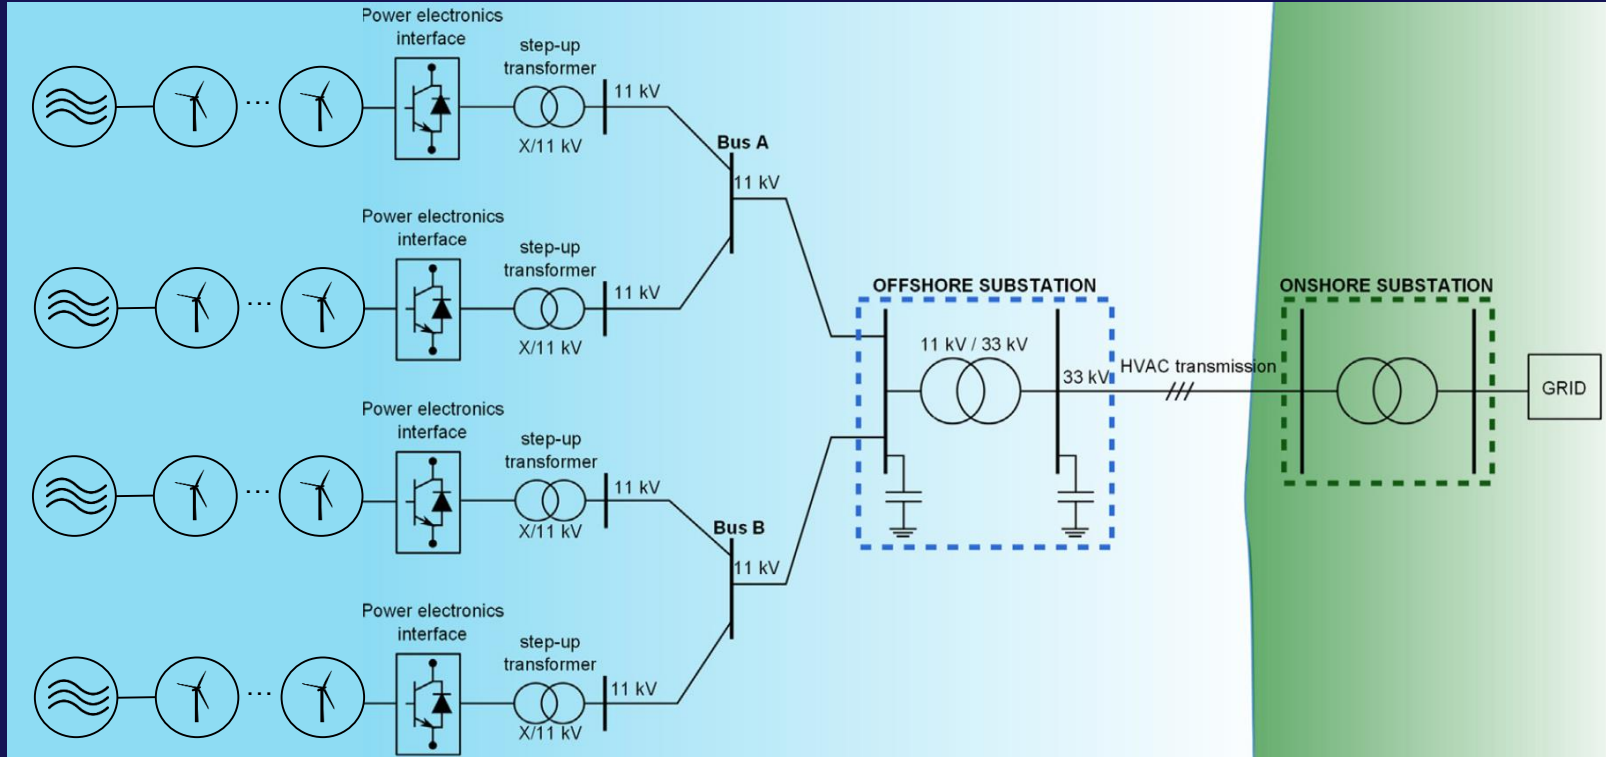 Power electronics
interface
step-up
transformer
11 kV
X/11 kV
Bus A
11 kV
Power electronics
interface
step-up
transformer
11 kV
X/11 kV
OFFSHORE SUBSTATION
11 kV / 33 kV
33 kV
HVAC transmission
ONSHORE SUBSTATION
GRID
Power electronics
interface
step-up
transformer
11 kV
X/11 kV
Bus B
11 kV
Power electronics
interface
step-up
transformer
11 kV
X/11 kV